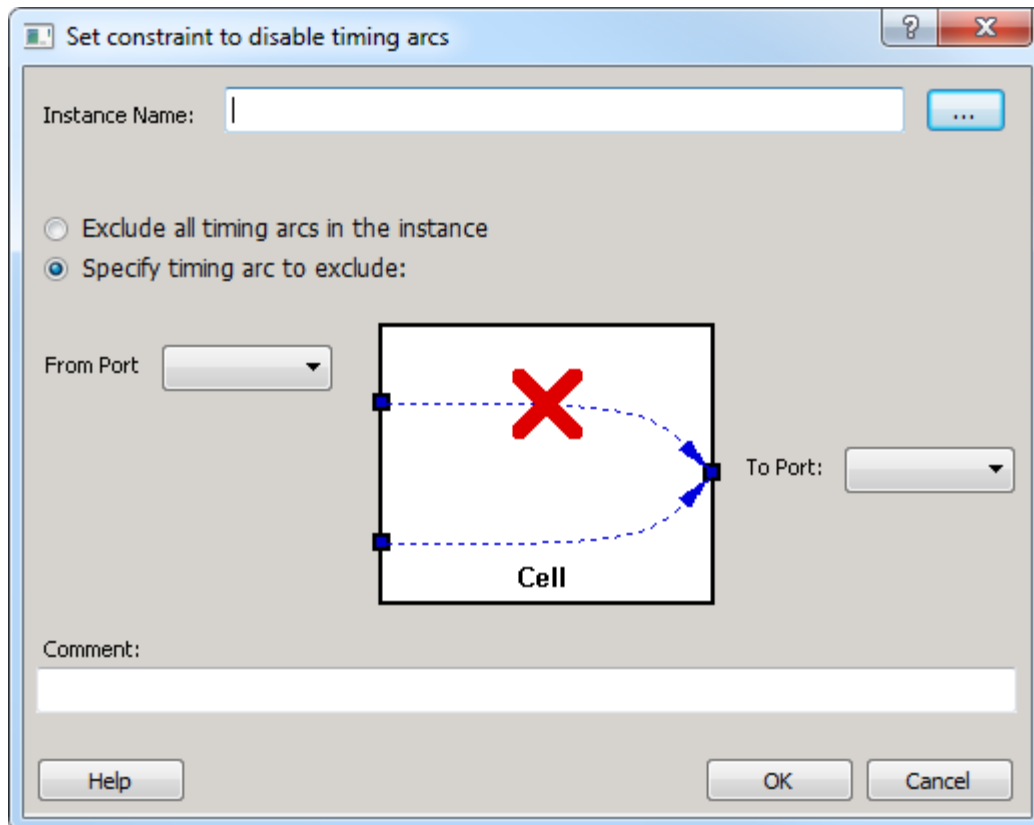 Set constraint to disable timing arcs
Instance Name:
...
Exclude all timing arcs in the instance
Specify timing arc to exclude:
From Port
To Port:
Cell
Comment:
Help OK Cancel